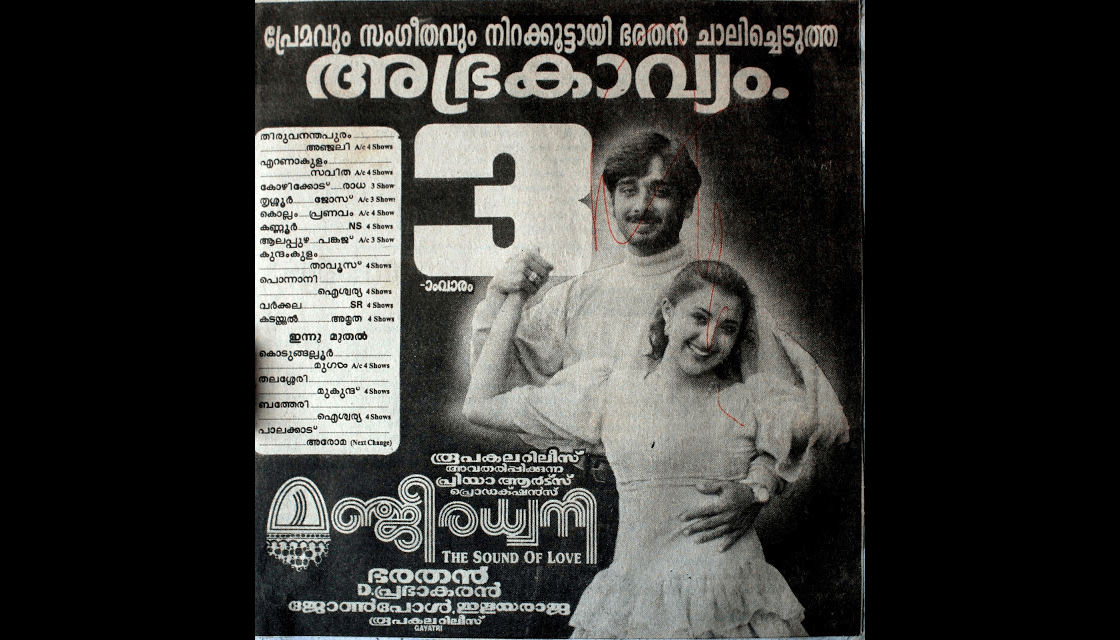 പ്രേമവും സംഗീതവും നിറക്കൂട്ടായി ഭരതൻ ചാലിച്ചെടുത്ത
അഭ്രകാവ്യം.
തിരുവനന്തപുരം
അഞ്ജലി A/c 4 Shows
എറണാകുളം
സവിത A/c 4 Shows
കോഴിക്കോട് രാധ 3 Show
തൃശ്ശൂർ ജോസ് A/c 3 Shows
കൊല്ലം പ്രണവം A/c 4 Show
കണ്ണൂർ NS 4 Shows
ആലപ്പുഴ പങ്കജ് A/c 3 Show
കുന്ദംകുളം
താവൂസ് 4 Shows
പൊന്നാനി
ഐശ്വര്യ 4 Shows
വർക്കല SR 4 Shows
കടയ്ക്കൽ അമൃത 4 Shows
ഇന്നു മുതൽ
കൊടുങ്ങല്ലൂർ
മുഗൾ A/c 4 Shows
തലശ്ശേരി
മുകുന്ദ് 4 Shows
ബത്തേരി
ഐശ്വര്യ 4 Shows
പാലക്കാട്
അരോമ (Next Change)
3
-ാംവാരം
രൂപകലറിലീസ്
അവതരിപ്പിക്കുന്ന
പ്രിയാ ആർട്സ്
പ്രൊഡക്ഷൻസ്
മഞ്ജീരധ്വനി
THE SOUND OF LOVE
ഭരതൻ
D.പ്രഭാകരൻ
ജോൺപോൾ, ഇളയരാജ
രൂപകലറിലീസ്
GAYATRI